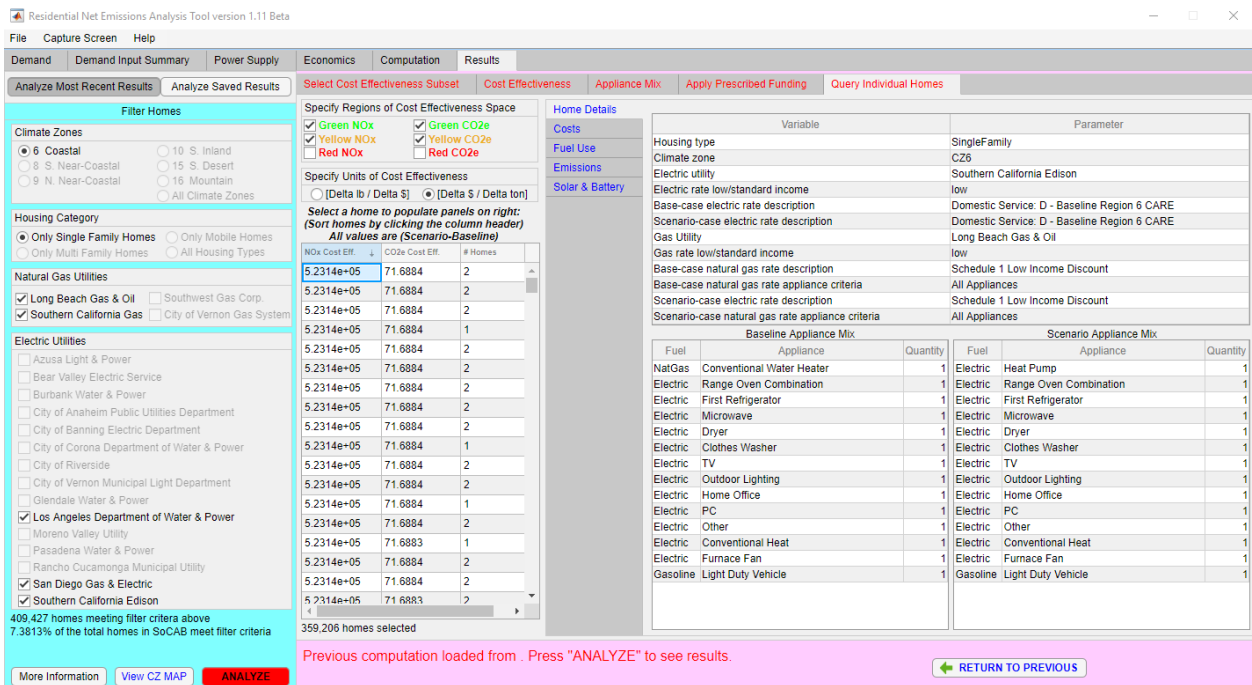 Residential Net Emissions Analysis Tool version 1.11 Beta
File Capture Screen Help
Demand Demand Input Summary Power Supply Economics Computation Results
Analyze Most Recent Results Analyze Saved Results
Filter Homes
Climate Zones
6 Coastal 10 S. Inland
8 S. Near-Coastal 15 S. Desert
9 N. Near-Coastal 16 Mountain
All Climate Zones
Housing Category
Only Single Family Homes Only Mobile Homes
Only Multi Family Homes All Housing Types
Natural Gas Utilities
Long Beach Gas & Oil Southwest Gas Corp.
Southern California Gas City of Vernon Gas System
Electric Utilities
Azusa Light & Power
Bear Valley Electric Service
Burbank Water & Power
City of Anaheim Public Utilities Department
City of Banning Electric Department
City of Corona Department of Water & Power
City of Riverside
City of Vernon Municipal Light Department
Glendale Water & Power
Los Angeles Department of Water & Power
Moreno Valley Utility
Pasadena Water & Power
Rancho Cucamonga Municipal Utility
San Diego Gas & Electric
Southern California Edison
409,427 homes meeting filter critera above
7.3813% of the total homes in SoCAB meet filter criteria
More Information View CZ MAP ANALYZE
Select Cost Effectiveness Subset Cost Effectiveness Appliance Mix Apply Prescribed Funding Query Individual Homes
Specify Regions of Cost Effectiveness Space
Green NOx Green CO2e
Yellow NOx Yellow CO2e
Red NOx Red CO2e
Specify Units of Cost Effectiveness
[Delta lb / Delta $] [Delta $ / Delta ton]
Select a home to populate panels on right:
(Sort homes by clicking the column header)
All values are (Scenario-Baseline)
NOx Cost Eff. ↓ CO2e Cost Eff. # Homes
5.2314e+05 71.6884 2
5.2314e+05 71.6884 2
5.2314e+05 71.6884 2
5.2314e+05 71.6884 1
5.2314e+05 71.6884 2
5.2314e+05 71.6884 2
5.2314e+05 71.6884 2
5.2314e+05 71.6884 2
5.2314e+05 71.6884 2
5.2314e+05 71.6884 1
5.2314e+05 71.6884 2
5.2314e+05 71.6884 2
5.2314e+05 71.6884 1
5.2314e+05 71.6884 2
5.2314e+05 71.6883 1
5.2314e+05 71.6884 2
5.2314e+05 71.6884 2
5.2314e+05 71.6883 2
359,206 homes selected
Home Details
Costs
Fuel Use
Emissions
Solar & Battery
Variable Parameter
Housing type SingleFamily
Climate zone CZ6
Electric utility Southern California Edison
Electric rate low/standard income low
Base-case electric rate description Domestic Service: D - Baseline Region 6 CARE
Scenario-case electric rate description Domestic Service: D - Baseline Region 6 CARE
Gas Utility Long Beach Gas & Oil
Gas rate low/standard income low
Base-case natural gas rate description Schedule 1 Low Income Discount
Base-case natural gas rate appliance criteria All Appliances
Scenario-case electric rate description Schedule 1 Low Income Discount
Scenario-case natural gas rate appliance criteria All Appliances
Baseline Appliance Mix Scenario Appliance Mix
Fuel Appliance Quantity Fuel Appliance Quantity
NatGas Conventional Water Heater 1 Electric Heat Pump 1
Electric Range Oven Combination 1 Electric Range Oven Combination 1
Electric First Refrigerator 1 Electric First Refrigerator 1
Electric Microwave 1 Electric Microwave 1
Electric Dryer 1 Electric Dryer 1
Electric Clothes Washer 1 Electric Clothes Washer 1
Electric TV 1 Electric TV 1
Electric Outdoor Lighting 1 Electric Outdoor Lighting 1
Electric Home Office 1 Electric Home Office 1
Electric PC 1 Electric PC 1
Electric Other 1 Electric Other 1
Electric Conventional Heat 1 Electric Conventional Heat 1
Electric Furnace Fan 1 Electric Furnace Fan 1
Gasoline Light Duty Vehicle 1 Gasoline Light Duty Vehicle 1
Previous computation loaded from . Press "ANALYZE" to see results.
RETURN TO PREVIOUS